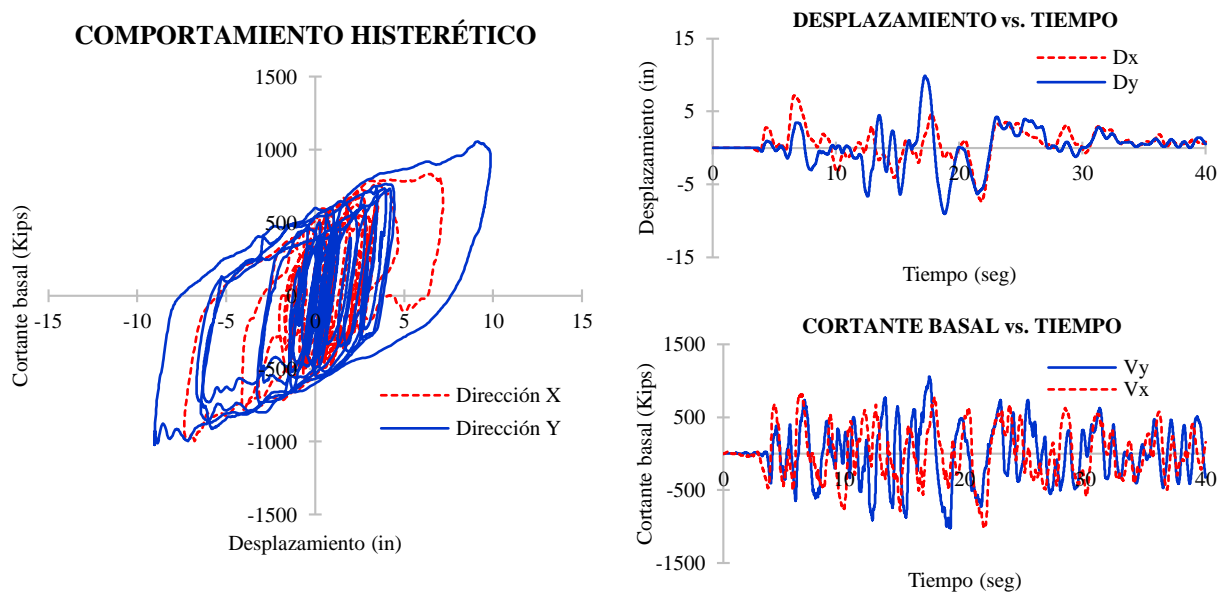 COMPORTAMIENTO HISTERÉTICO
1500
1000
500
0
-500
-1000
-1500
-15
-10
-5
0
5
10
15
Cortante basal (Kips)
Desplazamiento (in)
Dirección X
Dirección Y
DESPLAZAMIENTO vs. TIEMPO
15
5
-5
-15
0
10
20
30
40
Desplazamiento (in)
Tiempo (seg)
Dx
Dy
CORTANTE BASAL vs. TIEMPO
1500
500
-500
-1500
0
10
20
30
40
Cortante basal (Kips)
Tiempo (seg)
Vy
Vx